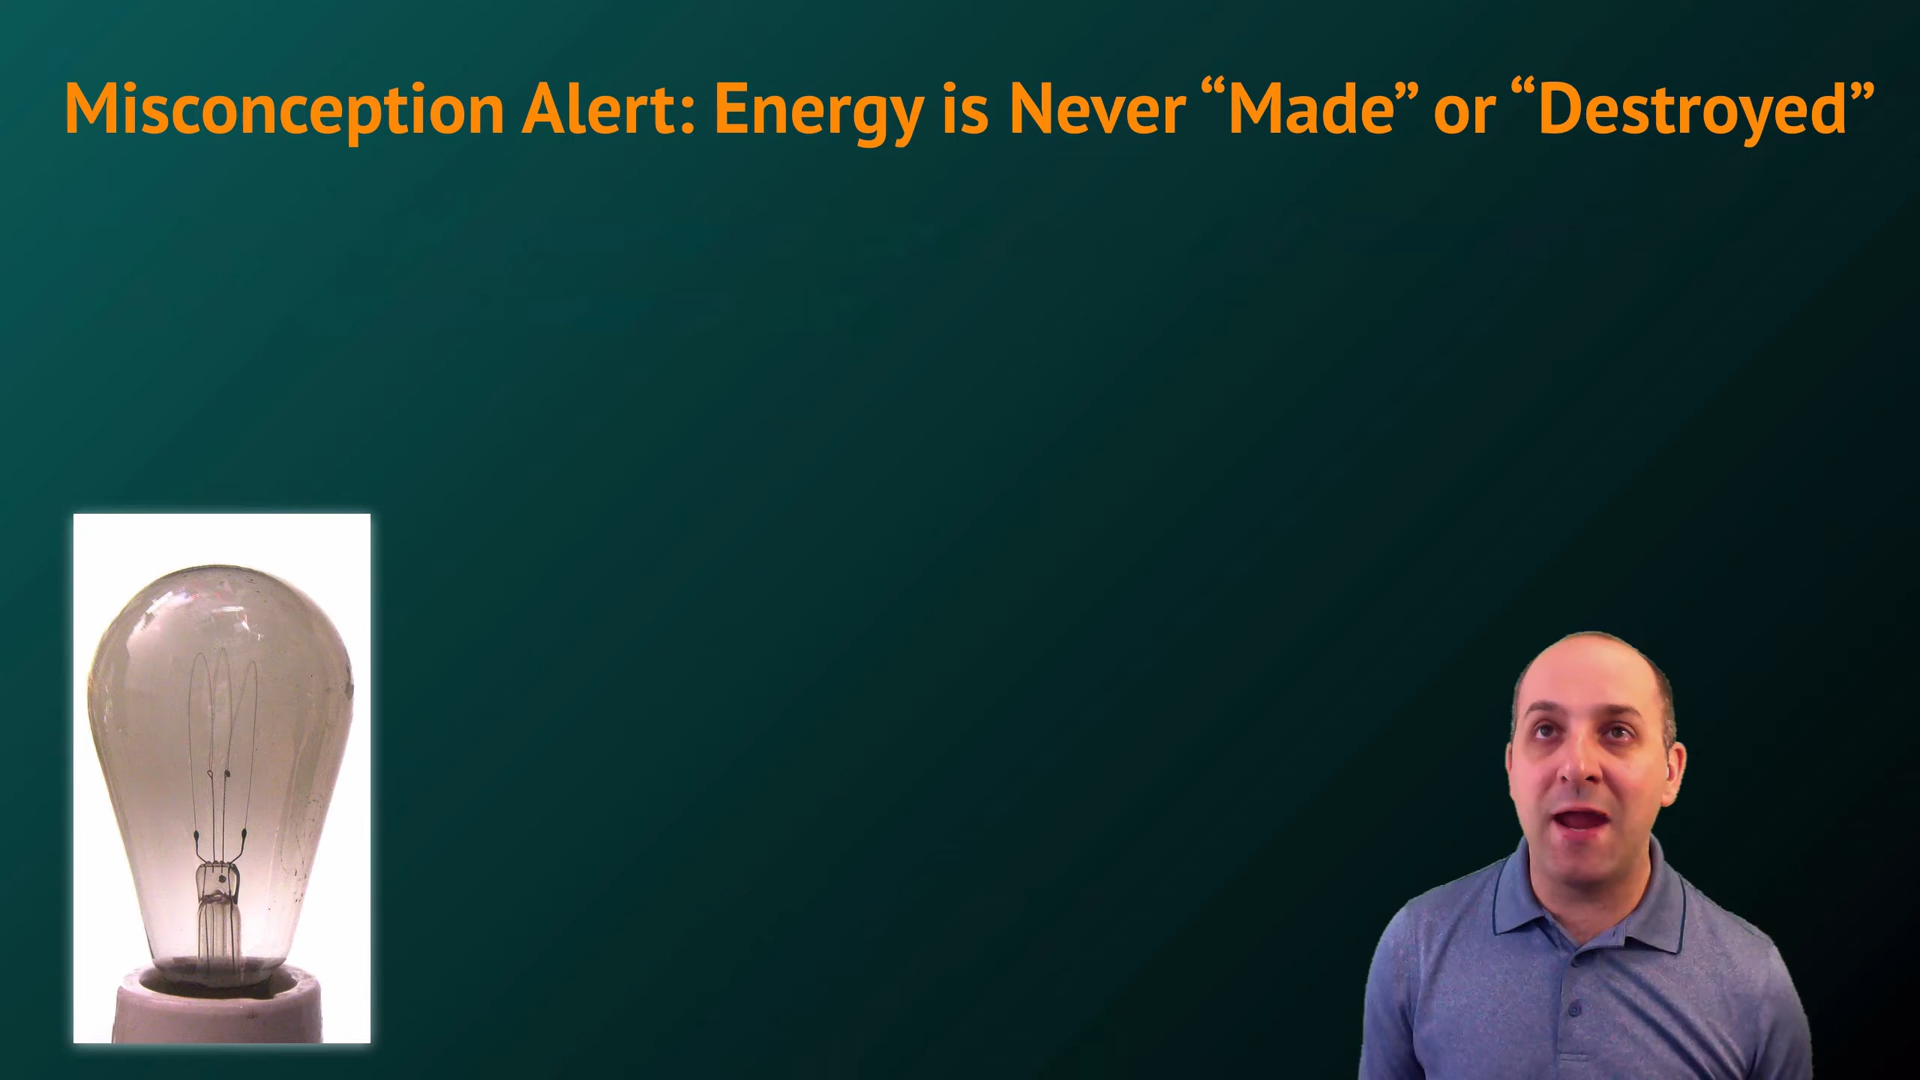 Misconception Alert: Energy is Never “Made” or “Destroyed”